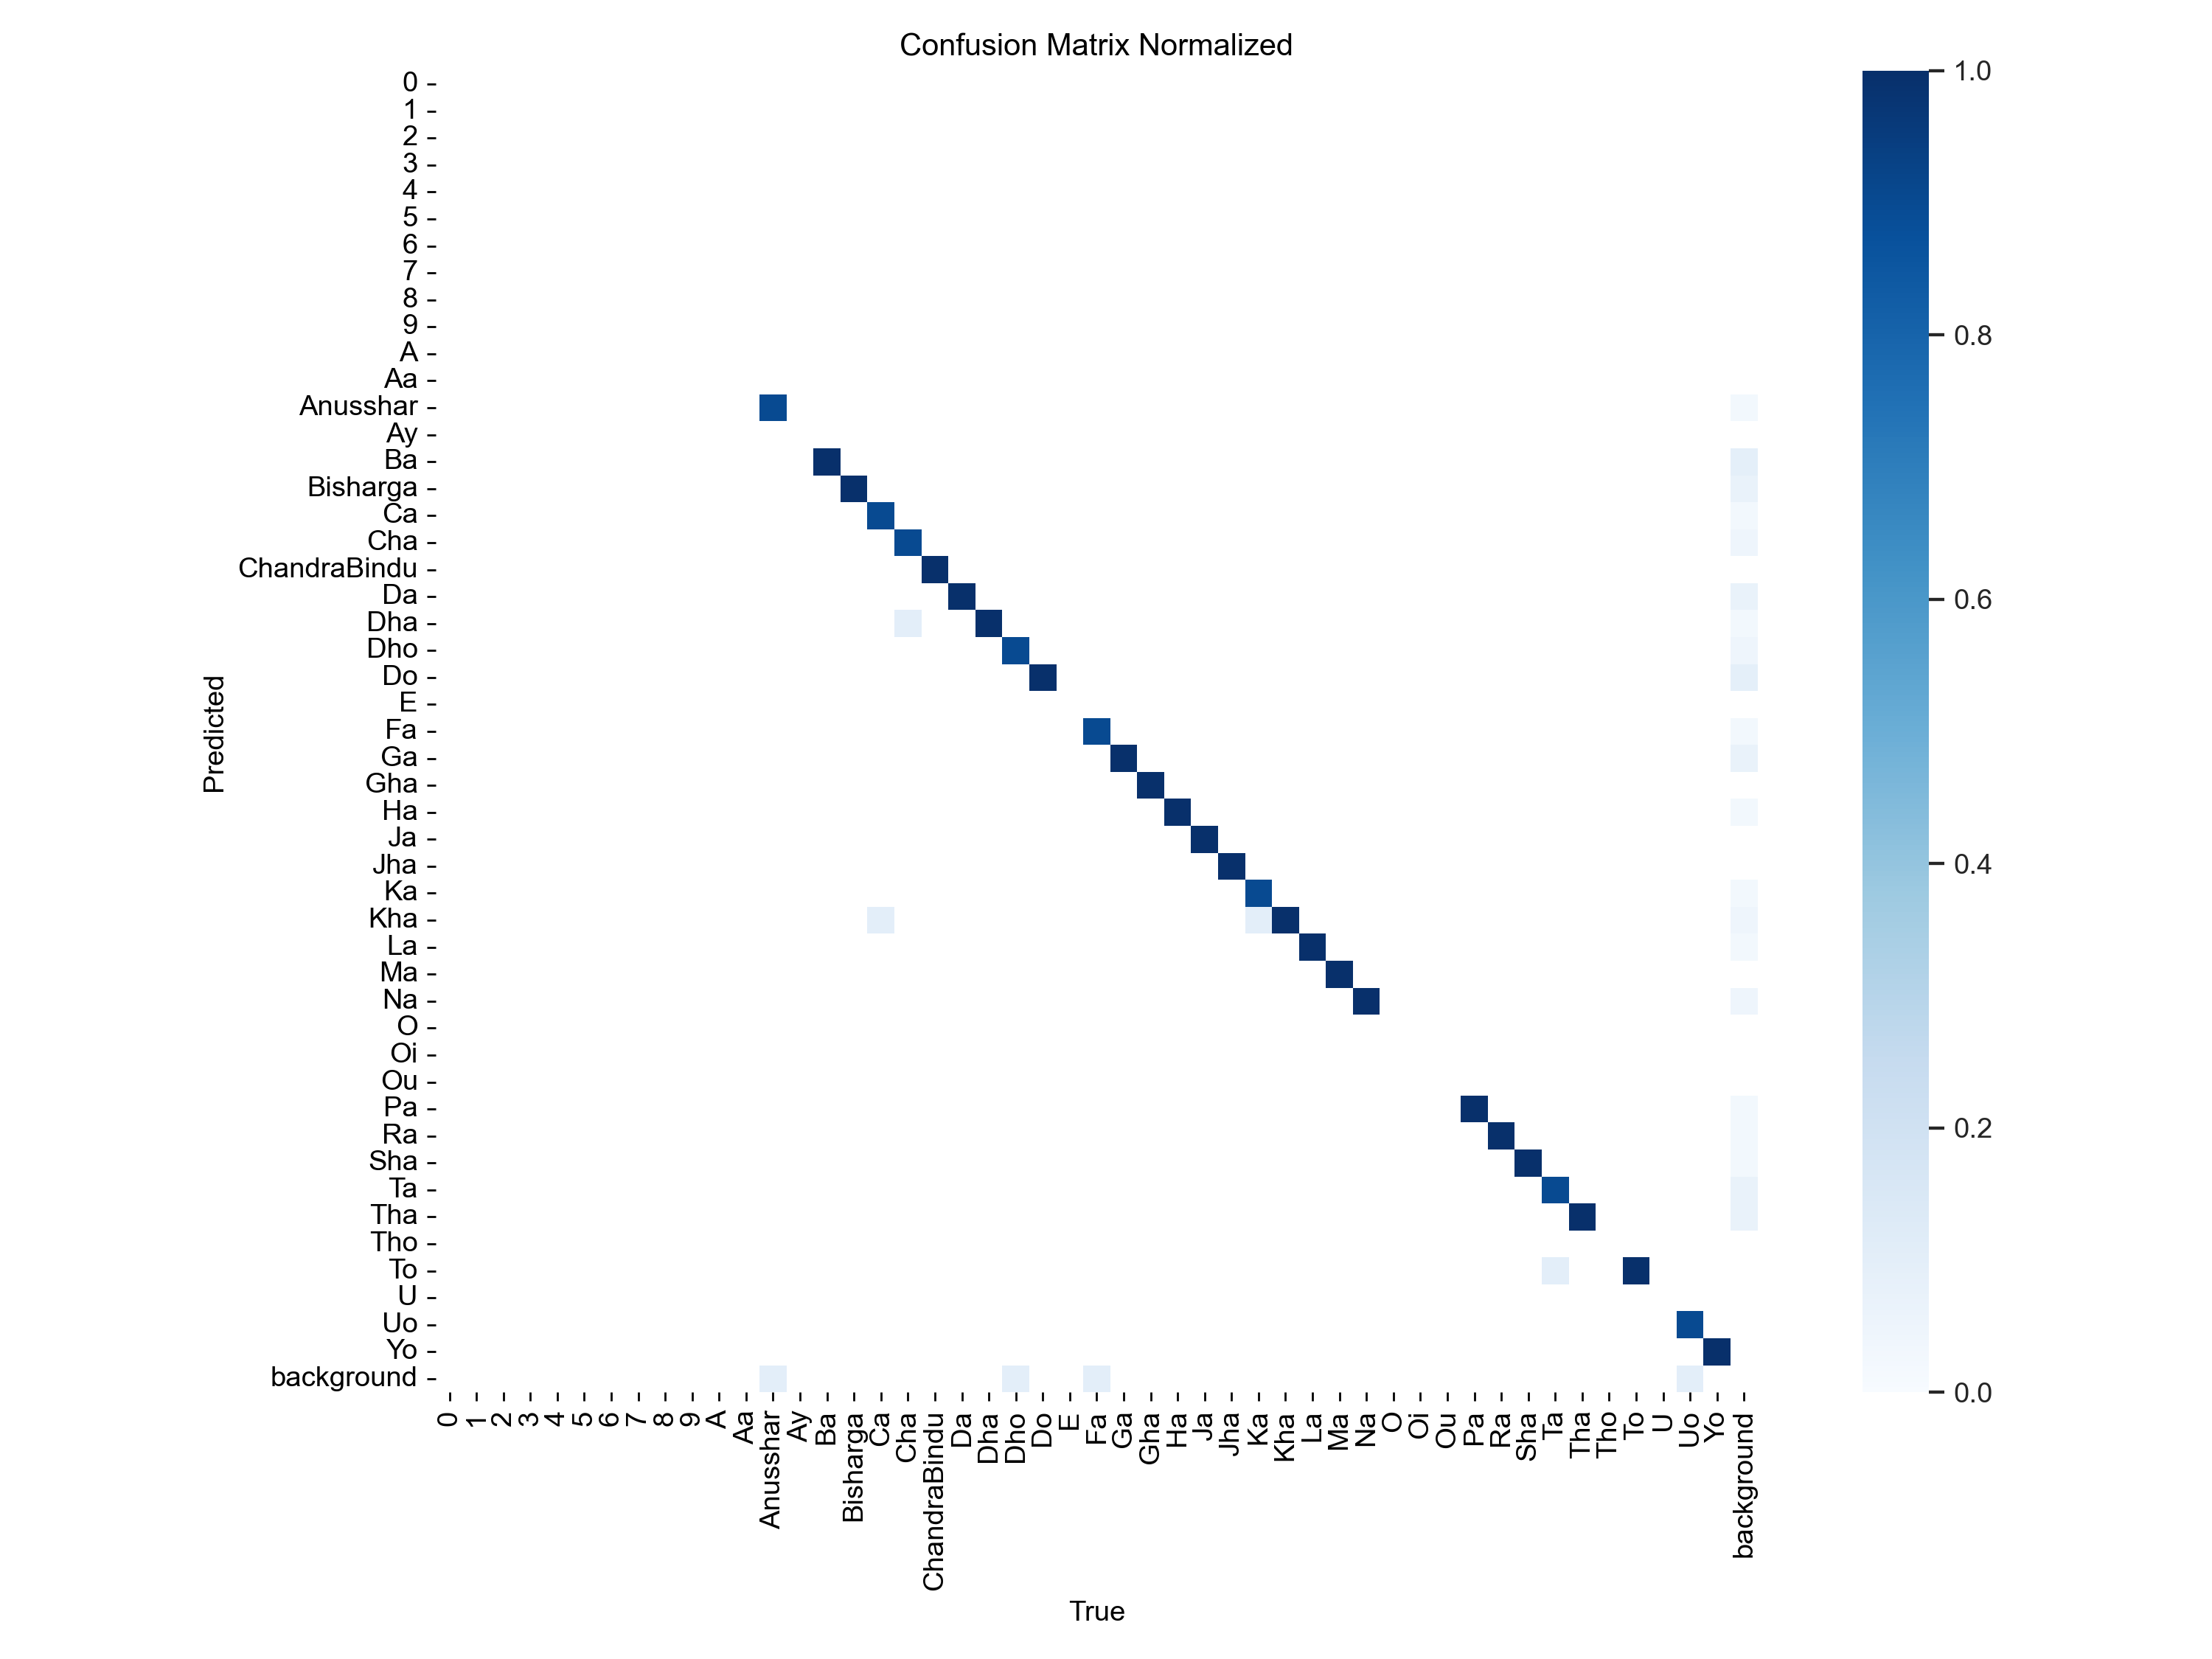 Confusion Matrix Normalized
0
1
2
3
4
5
6
7
8
9
A
Aa
Anusshar
Ay
Ba
Bisharga
Ca
Cha
ChandraBindu
Da
Dha
Dho
Do
E
Fa
Ga
Gha
Ha
Ja
Jha
Ka
Kha
La
Ma
Na
O
Oi
Ou
Pa
Ra
Sha
Ta
Tha
Tho
To
U
Uo
Yo
background
Predicted
0 1 2 3 4 5 6 7 8 9 A Aa Anusshar Ay Ba Bisharga Ca Cha ChandraBindu Da Dha Dho Do E Fa Ga Gha Ha Ja Jha Ka Kha La Ma Na O Oi Ou Pa Ra Sha Ta Tha Tho To U Uo Yo background
True
1.0
0.8
0.6
0.4
0.2
0.0